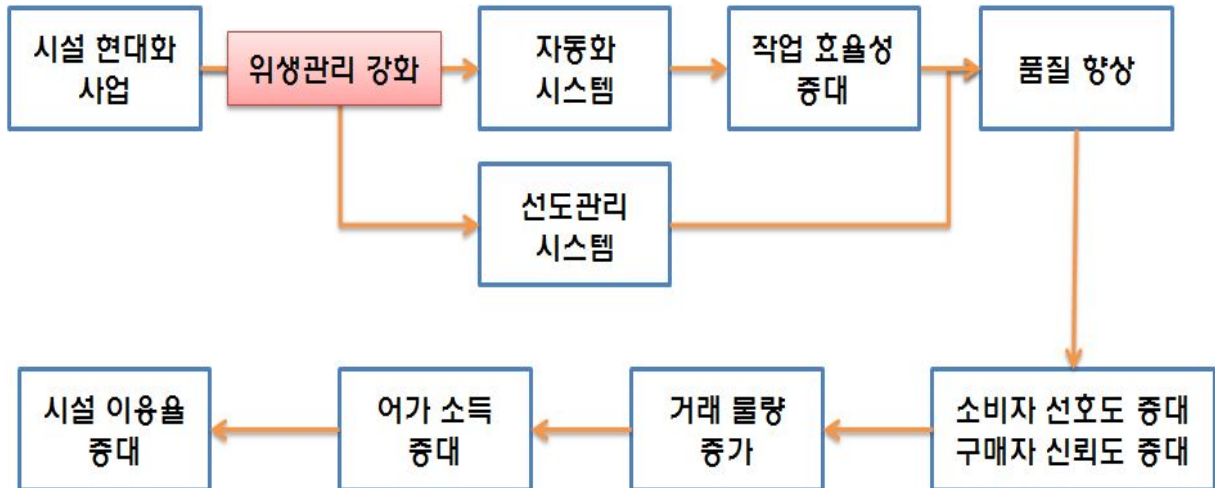 시설 현대화
사업
위생관리 강화
자동화
시스템
작업 효율성
증대
품질 향상
선도관리
시스템
소비자 선호도 증대
구매자 신뢰도 증대
거래 물량
증가
어가 소득
증대
시설 이용율
증대